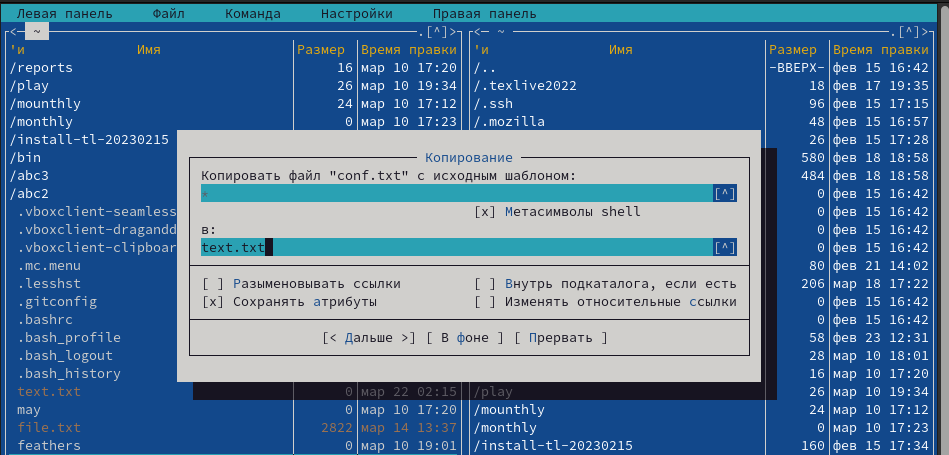 Левая панель Файл Команда Настройки Правая панель
<─ ~ .[^]> <─ ~ .[^]>
'и Имя Размер Время правки 'и Имя Размер Время правки
/reports 16 мар 10 17:20 /.. -ВВЕРХ- фев 15 16:42
/play 26 мар 10 19:34 /.texlive2022 18 фев 17 19:35
/mounthly 24 мар 10 17:12 /.ssh 96 фев 15 17:15
/monthly 0 мар 10 17:23 /.mozilla 48 фев 15 16:57
/install-tl-20230215 26 фев 15 17:28
/bin Копирование 580 фев 18 18:58
/abc3 Копировать файл "conf.txt" с исходным шаблоном: 484 фев 18 18:58
/abc2 * [^] 0 фев 15 16:42
.vboxclient-seamless [x] Метасимволы shell 0 фев 15 16:42
.vboxclient-dragandd в: 0 фев 15 16:42
.vboxclient-clipboar text.txt [^] 0 фев 15 16:42
.mc.menu 80 фев 21 14:02
.lesshst [ ] Разыменовывать ссылки [ ] Внутрь подкаталога, если есть 206 мар 18 17:22
.gitconfig [x] Сохранять атрибуты [ ] Изменять относительные ссылки 0 фев 15 16:42
.bashrc 0 фев 15 16:42
.bash_profile [< Дальше >] [ В фоне ] [ Прервать ] 58 фев 23 12:31
.bash_logout 28 мар 10 18:01
.bash_history 16 мар 10 17:20
text.txt 0 мар 22 02:15 /play 26 мар 10 19:34
may 0 мар 10 17:20 /mounthly 24 мар 10 17:12
file.txt 2822 мар 14 13:37 /monthly 0 мар 10 17:23
feathers 0 мар 10 19:01 /install-tl-20230215 160 фев 15 17:34